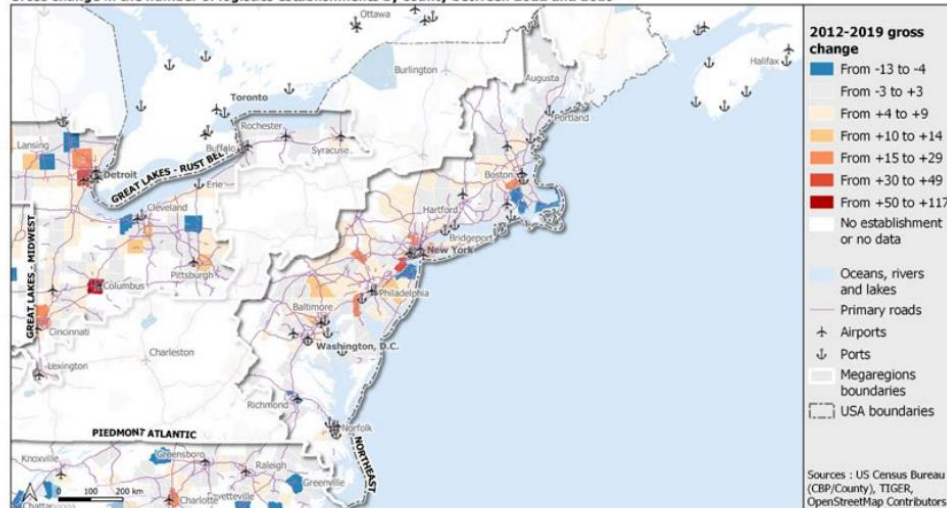 2012-2019 gross
change
From -13 to -4
From -3 to +3
From +4 to +9
From +10 to +14
From +15 to +29
From +30 to +49
From +50 to +117
No establishment
or no data
Oceans, rivers
and lakes
Primary roads
Airports
Ports
Megaregions
boundaries
USA boundaries
Sources : US Census Bureau
(CBP/County), TIGER,
OpenStreetMap Contributors
Ottawa
Burlington
Augusta
Halifax
Toronto
Portland
Rochester
Lansing
Buffalo
Syracuse
Boston
GREAT LAKES - RUST BEL
Detroit
Erie
Hartford
Cleveland
Bridgeport
New York
GREAT LAKES - MIDWEST
Pittsburg
Columbus
Philadelphia
Baltimore
Cincinnati
Washington, D.C.
Charleston
Lexington
Richmond
Norfolk
PIEDMONT ATLANTIC
NORTHEAST
Knoxville
Greensboro
Raleigh
Greenville
Charlotte
0 100 200 km